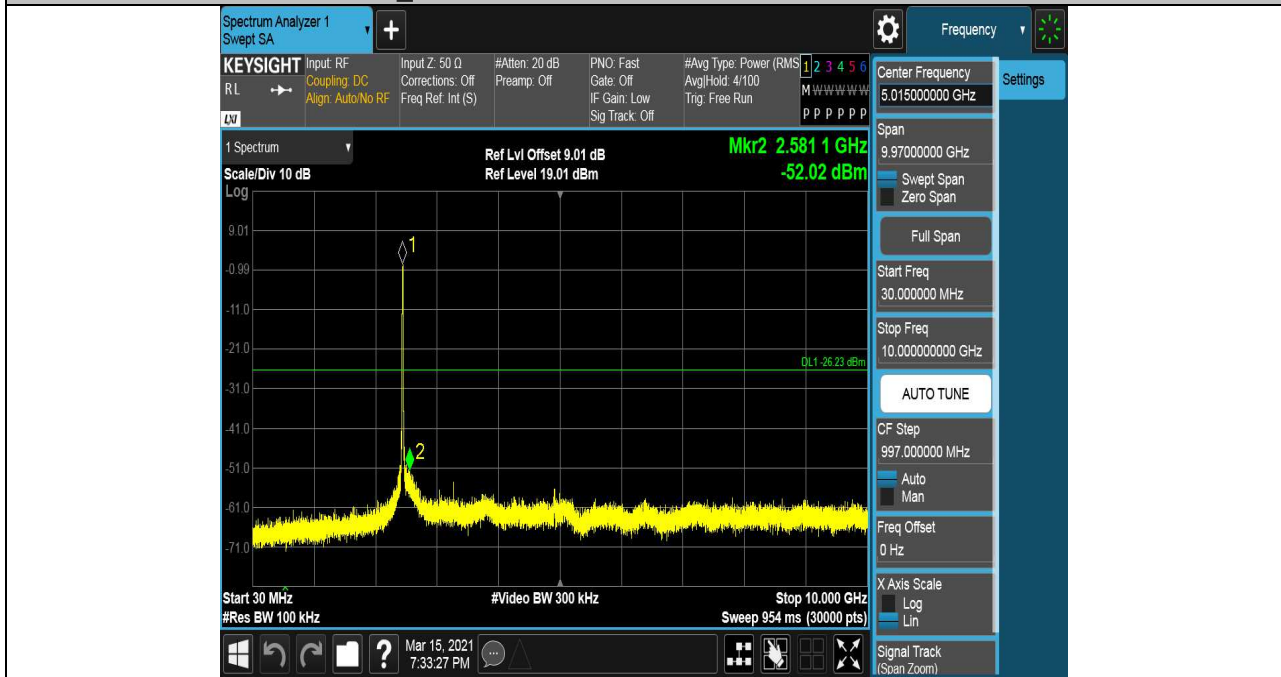 Spectrum Analyzer 1
Swept SA
+
Frequency
KEYSIGHT
RL
LXI
Input: RF
Coupling: DC
Align: Auto/No RF
Input Z: 50 Ω
Corrections: Off
Freq Ref: Int (S)
#Atten: 20 dB
Preamp: Off
PNO: Fast
Gate: Off
IF Gain: Low
Sig Track: Off
#Avg Type: Power (RMS
Avg|Hold: 4/100
Trig: Free Run
1 2 3 4 5 6
M W W W W W
P P P P P P
Center Frequency
5.015000000 GHz
Settings
1 Spectrum
Scale/Div 10 dB
Ref Lvl Offset 9.01 dB
Ref Level 19.01 dBm
Mkr2 2.581 1 GHz
-52.02 dBm
Log
9.01
-0.99
-11.0
-21.0
-31.0
-41.0
-51.0
-61.0
-71.0
1
2
DL1 -26.23 dBm
Start 30 MHz
#Res BW 100 kHz
#Video BW 300 kHz
Stop 10.000 GHz
Sweep 954 ms (30000 pts)
Span
9.97000000 GHz
Swept Span
Zero Span
Full Span
Start Freq
30.000000 MHz
Stop Freq
10.000000000 GHz
AUTO TUNE
CF Step
997.000000 MHz
Auto
Man
Freq Offset
0 Hz
X Axis Scale
Log
Lin
Signal Track
(Span Zoom)
?
Mar 15, 2021
7:33:27 PM